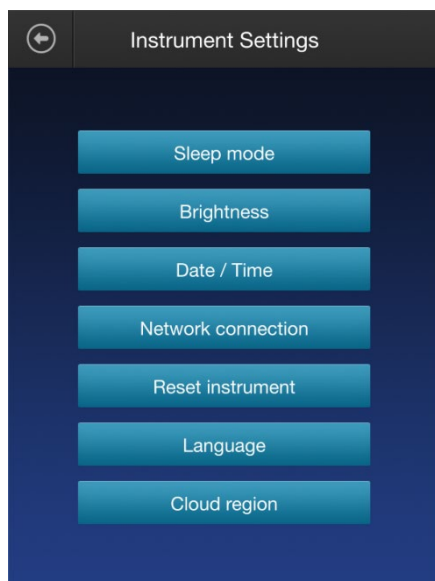 Instrument Settings
Sleep mode
Brightness
Date / Time
Network connection
Reset instrument
Language
Cloud region